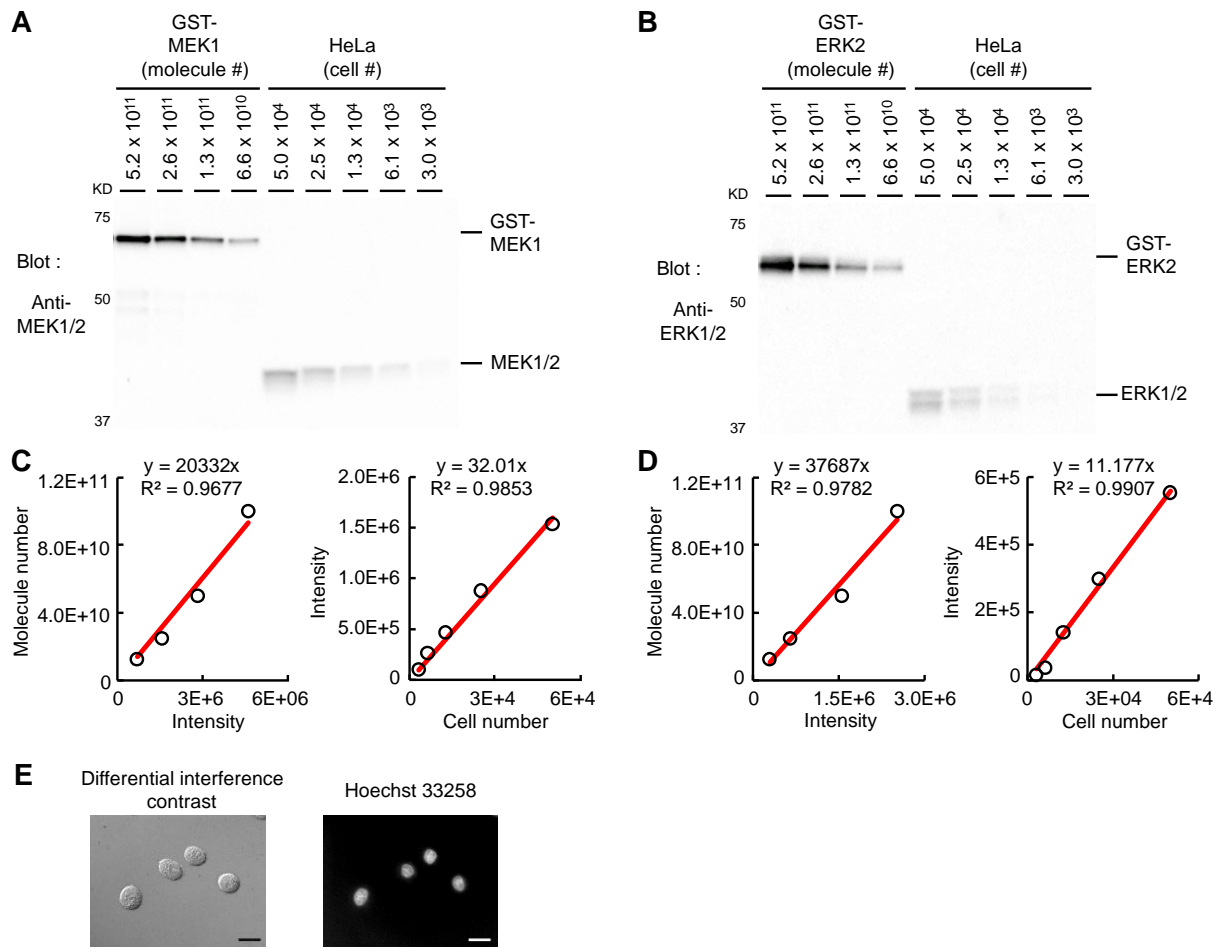 A
GST-
MEK1
(molecule #)
HeLa
(cell #)
5.2 x 10¹¹
2.6 x 10¹¹
1.3 x 10¹¹
6.6 x 10¹⁰
5.0 x 10⁴
2.5 x 10⁴
1.3 x 10⁴
6.1 x 10³
3.0 x 10³
KD
75
50
37
Blot :
Anti-
MEK1/2
GST-
MEK1
MEK1/2
B
GST-
ERK2
(molecule #)
HeLa
(cell #)
5.2 x 10¹¹
2.6 x 10¹¹
1.3 x 10¹¹
6.6 x 10¹⁰
5.0 x 10⁴
2.5 x 10⁴
1.3 x 10⁴
6.1 x 10³
3.0 x 10³
KD
75
50
37
Blot :
Anti-
ERK1/2
GST-
ERK2
ERK1/2
C
y = 20332x
R² = 0.9677
Molecule number
1.2E+11
8.0E+10
4.0E+10
0
0
3E+06
6E+06
Intensity
y = 32.01x
R² = 0.9853
Intensity
2.0E+6
1.5E+6
1.0E+6
5.0E+5
0
0
3E+4
6E+4
Cell number
D
y = 37687x
R² = 0.9782
Molecule number
1.2E+11
8.0E+10
4.0E+10
0
0
1.5E+6
3.0E+6
Intensity
y = 11.177x
R² = 0.9907
Intensity
6E+5
4E+5
2E+5
0
0
3E+04
6E+4
Cell number
E
Differential interference
contrast
Hoechst 33258